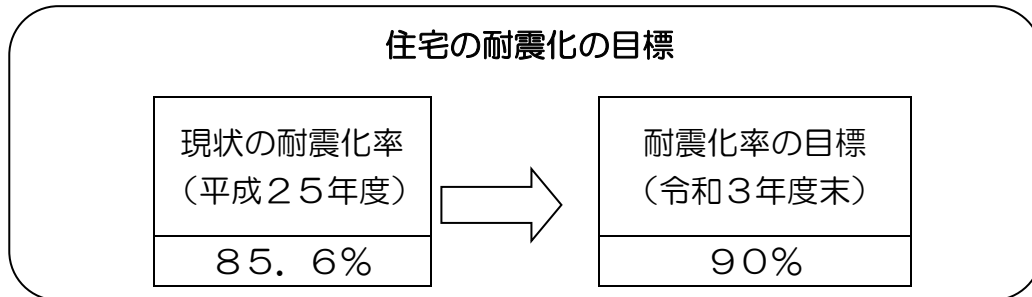 住宅の耐震化の目標
現状の耐震化率
（平成２５年度）
８５．６％
耐震化率の目標
（令和３年度末）
９０％